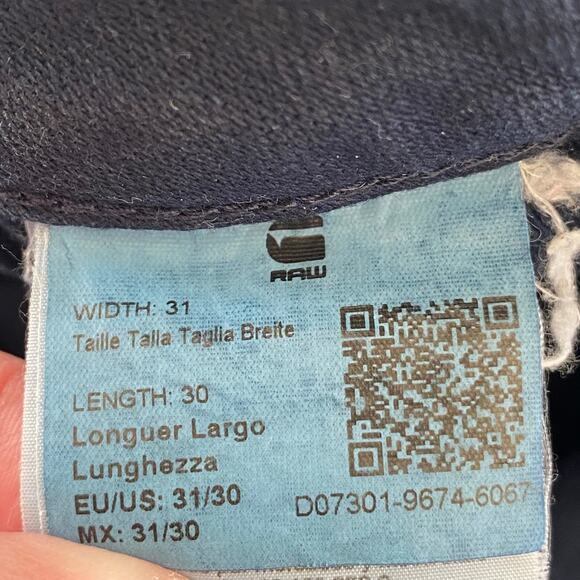 RAW
WIDTH: 31
Taille Talla Taglia Breite
LENGTH: 30
Longuer Largo
Lunghezza
EU/US: 31/30
MX: 31/30
D07301-9674-6067